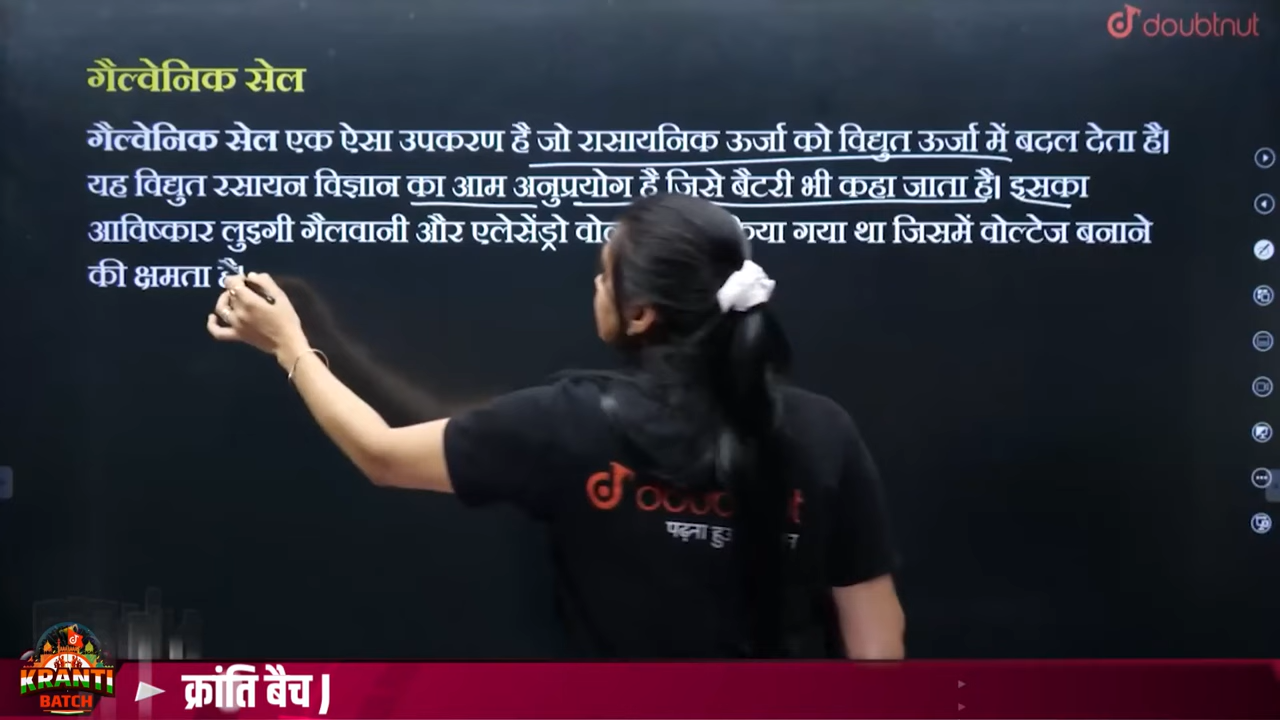 doubtnut
गैल्वेनिक सेल
गैल्वेनिक सेल एक ऐसा उपकरण है जो रासायनिक ऊर्जा को विद्युत ऊर्जा में बदल देता है।
यह विद्युत रसायन विज्ञान का आम अनुप्रयोग है जिसे बैटरी भी कहा जाता है। इसका
आविष्कार लुइगी गैलवानी और एलेसेंड्रो गया था जिसमें वोल्टेज बनाने
की क्षमता है।
पढ़ना
KRANTI
BATCH
क्रांति बैच